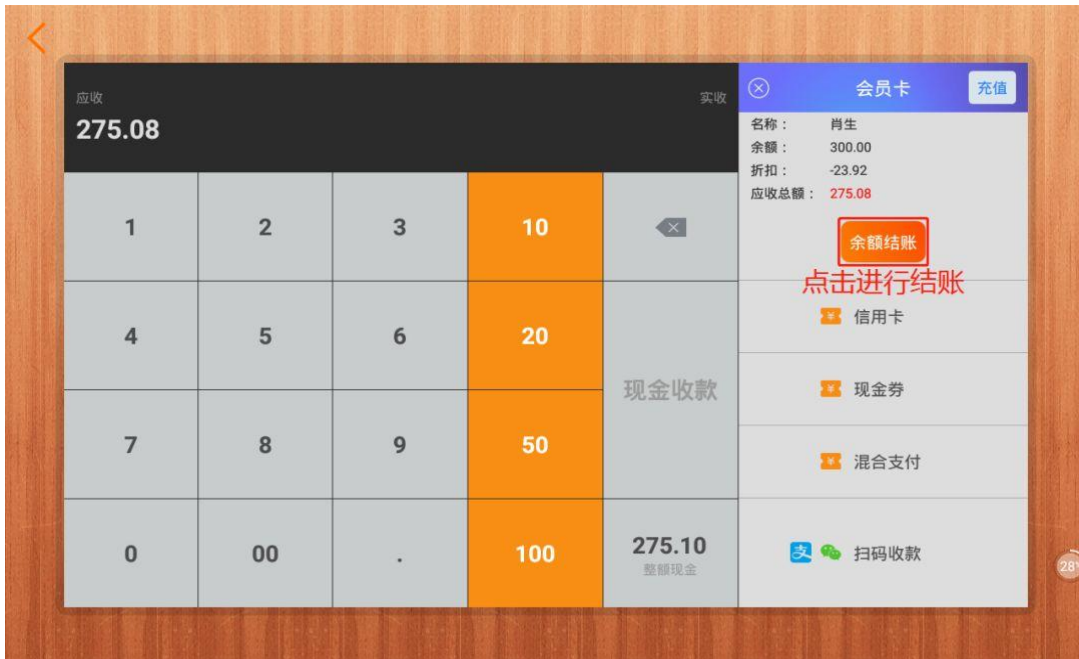 应收
实收
275.08
会员卡
充值
名称： 肖生
余额： 300.00
折扣： -23.92
应收总额： 275.08
余额结账
点击进行结账
1 2 3 10
4 5 6 20
现金收款
7 8 9 50
0 00 . 100
275.10
整额现金
信用卡
现金券
混合支付
支 扫码收款
28%